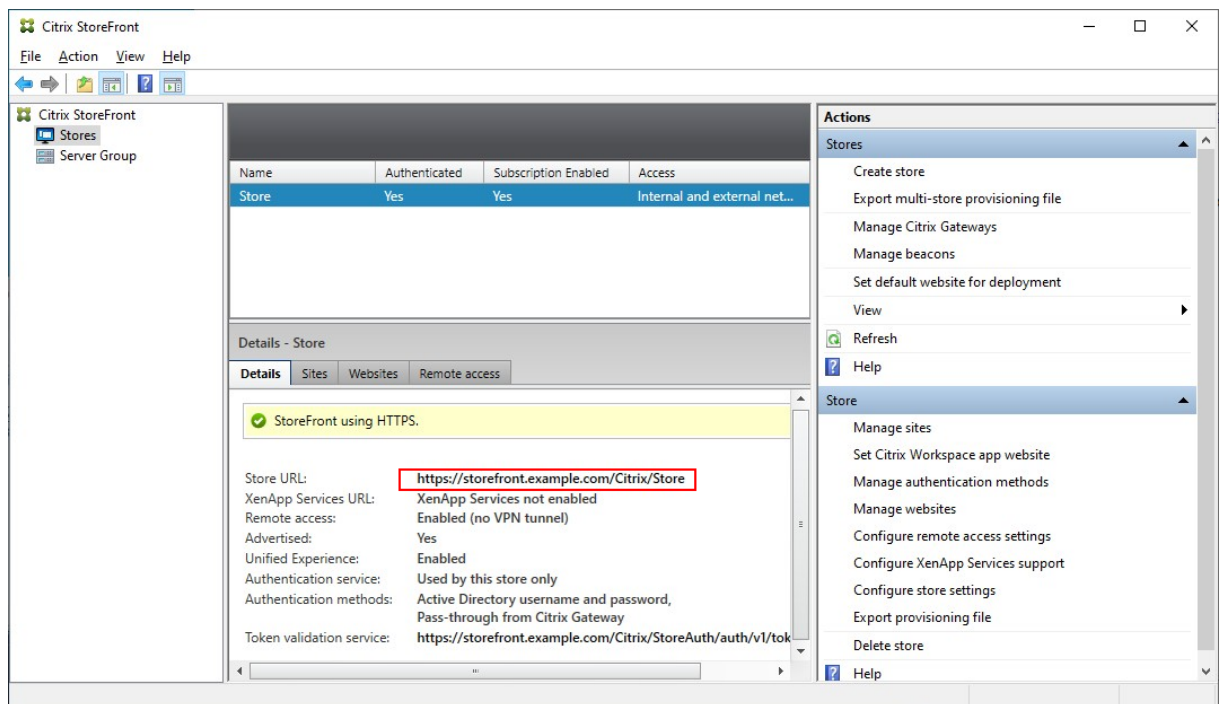 Citrix StoreFront
File Action View Help
Citrix StoreFront
Stores
Server Group
Name Authenticated Subscription Enabled Access
Store Yes Yes Internal and external net...
Details - Store
Details Sites Websites Remote access
StoreFront using HTTPS.
Store URL: https://storefront.example.com/Citrix/Store
XenApp Services URL: XenApp Services not enabled
Remote access: Enabled (no VPN tunnel)
Advertised: Yes
Unified Experience: Enabled
Authentication service: Used by this store only
Authentication methods: Active Directory username and password,
Pass-through from Citrix Gateway
Token validation service: https://storefront.example.com/Citrix/StoreAuth/auth/v1/tok
Actions
Stores
Create store
Export multi-store provisioning file
Manage Citrix Gateways
Manage beacons
Set default website for deployment
View
Refresh
Help
Store
Manage sites
Set Citrix Workspace app website
Manage authentication methods
Manage websites
Configure remote access settings
Configure XenApp Services support
Configure store settings
Export provisioning file
Delete store
Help